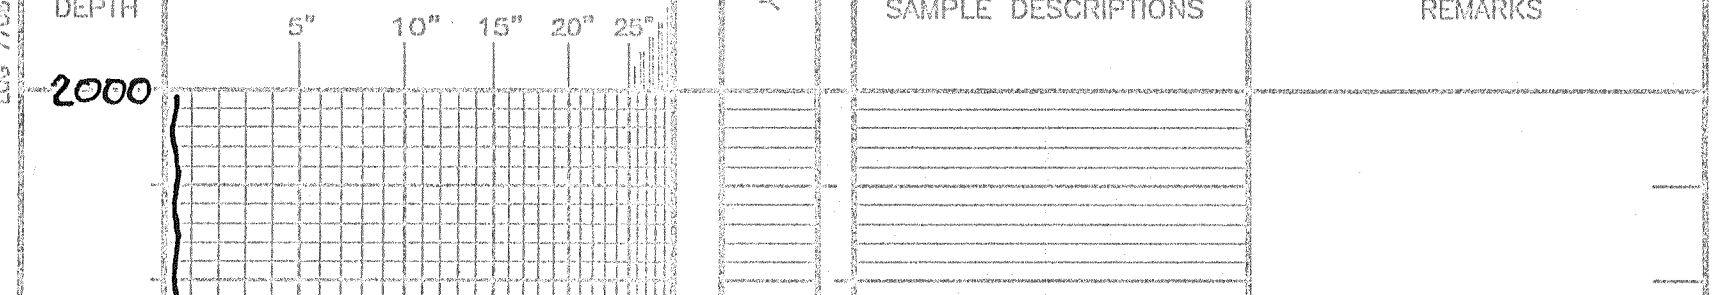 DEPTH
SAMPLE DESCRIPTIONS
REMARKS
5" 10" 15" 20" 25"
2000